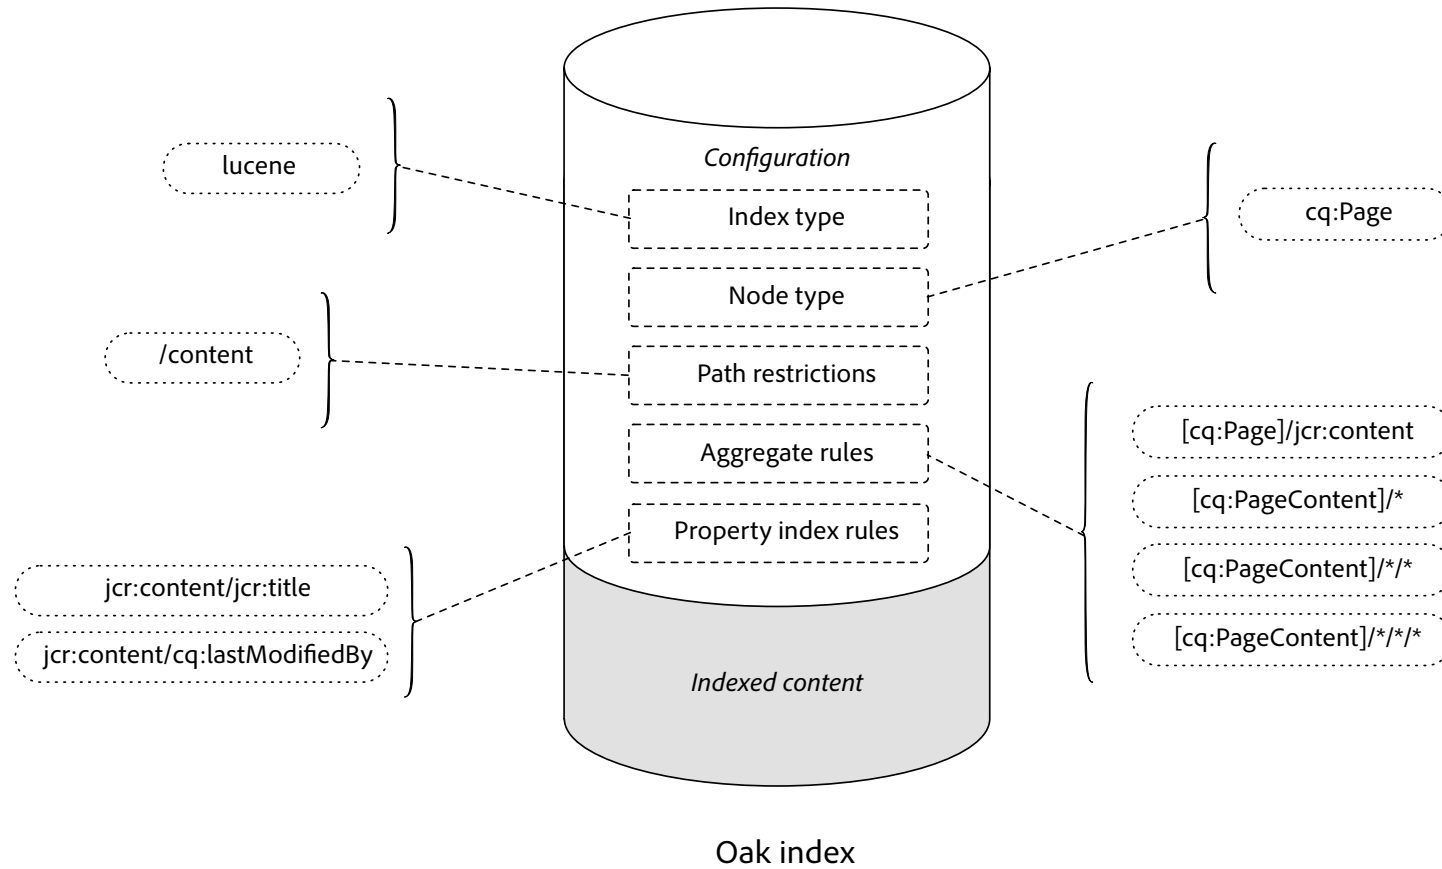 Configuration
lucene
Index type
cq:Page
Node type
/content
Path restrictions
Aggregate rules
[cq:Page]/jcr:content
[cq:PageContent]/*
[cq:PageContent]/*/*
[cq:PageContent]/*/*/*
Property index rules
jcr:content/jcr:title
jcr:content/cq:lastModifiedBy
Indexed content
Oak index